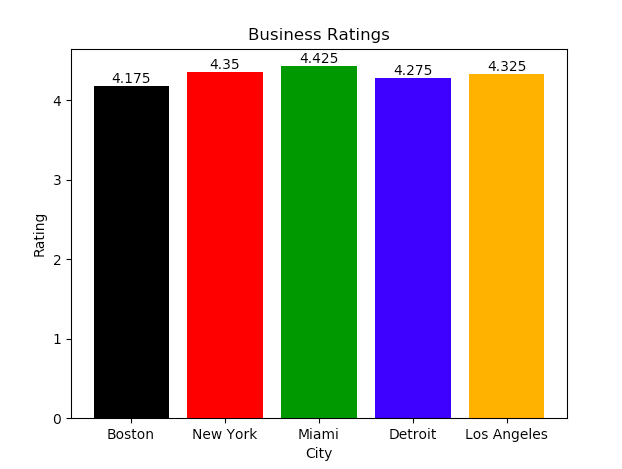 Business Ratings
4.175
4.35
4.425
4.275
4.325
4
3
2
1
0
Rating
Boston
New York
Miami
Detroit
Los Angeles
City